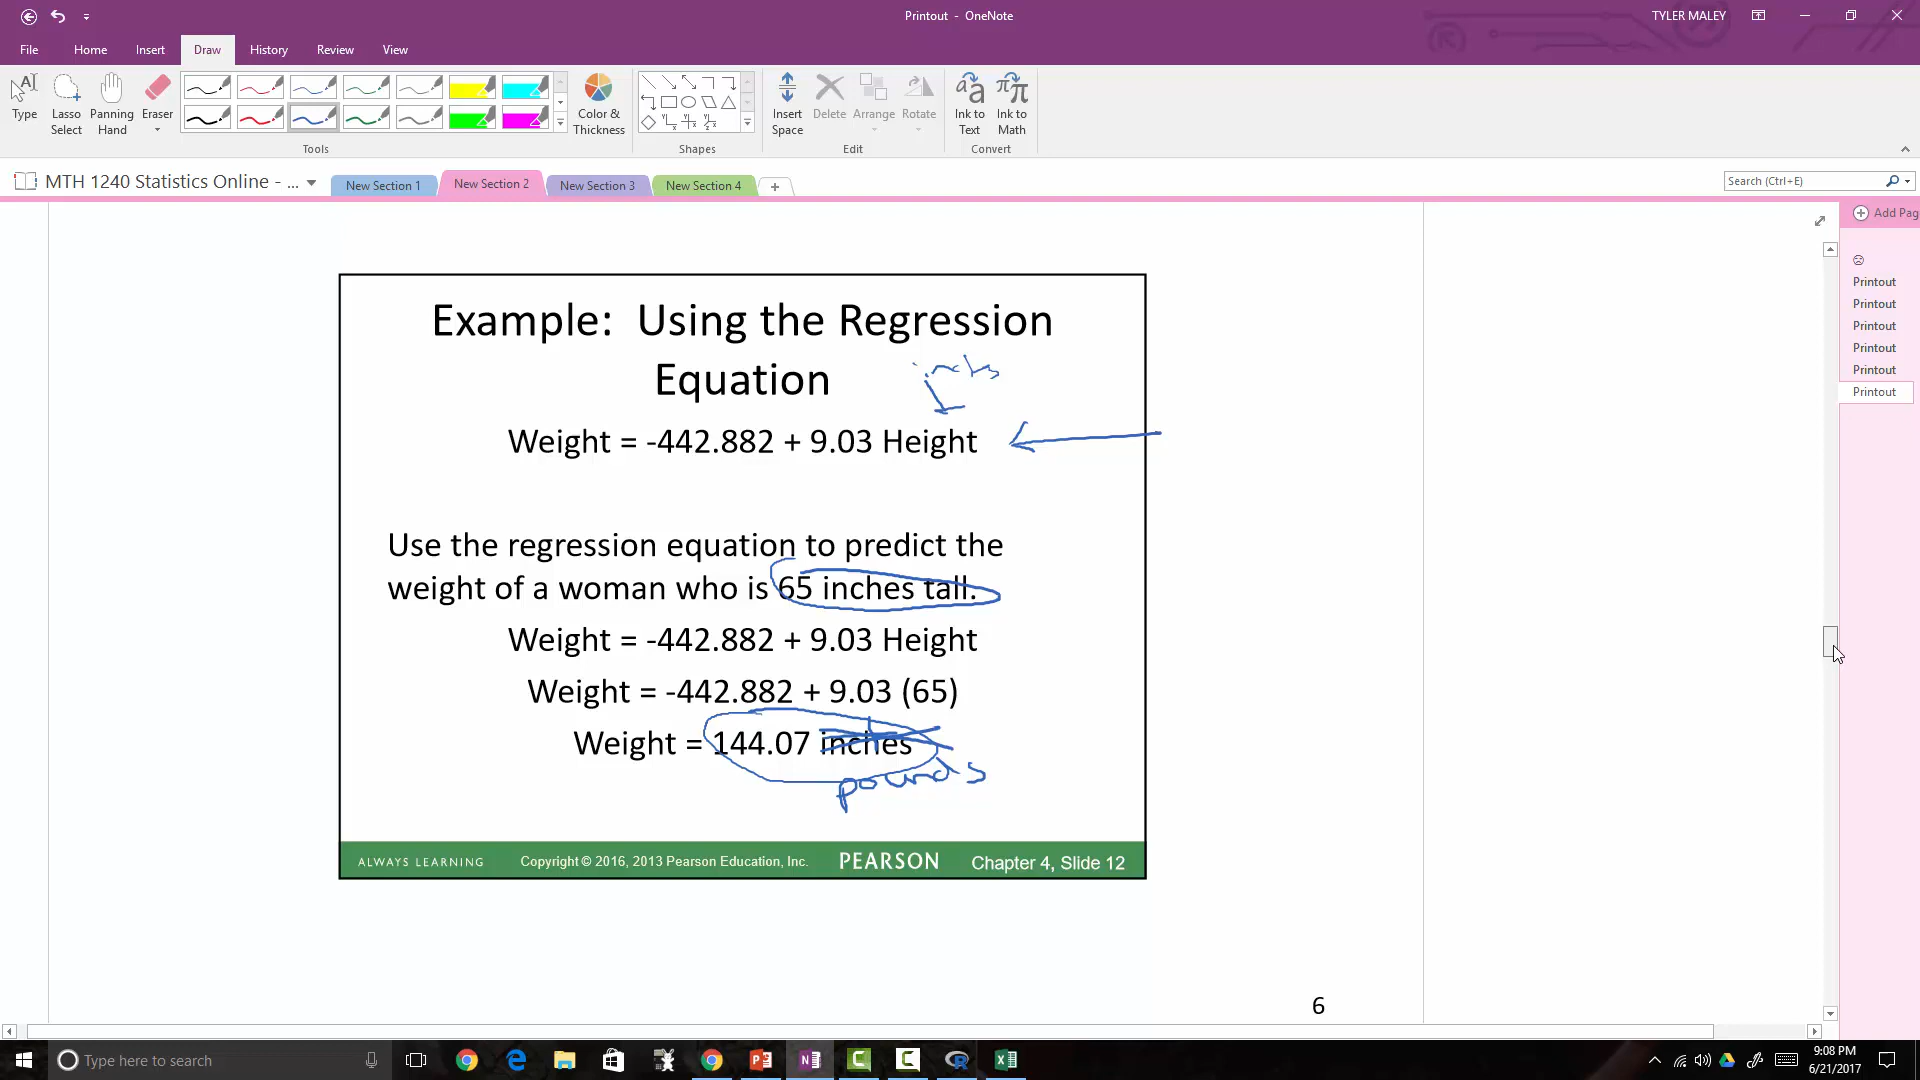 Printout - OneNote
TYLER MALEY
File Home Insert Draw History Review View
Type
Lasso Select
Panning Hand
Eraser
Color & Thickness
Insert Space
Delete
Arrange
Rotate
Ink to Text
Ink to Math
Tools
Shapes
Edit
Convert
MTH 1240 Statistics Online - ...
New Section 1
New Section 2
New Section 3
New Section 4
Search (Ctrl+E)
Add Pag
Printout
Printout
Printout
Printout
Printout
Printout
Example: Using the Regression
Equation
inches
Weight = -442.882 + 9.03 Height
Use the regression equation to predict the
weight of a woman who is 65 inches tall.
Weight = -442.882 + 9.03 Height
Weight = -442.882 + 9.03 (65)
Weight = 144.07 inches
pounds
ALWAYS LEARNING
Copyright © 2016, 2013 Pearson Education, Inc.
PEARSON
Chapter 4, Slide 12
6
Type here to search
9:08 PM
6/21/2017